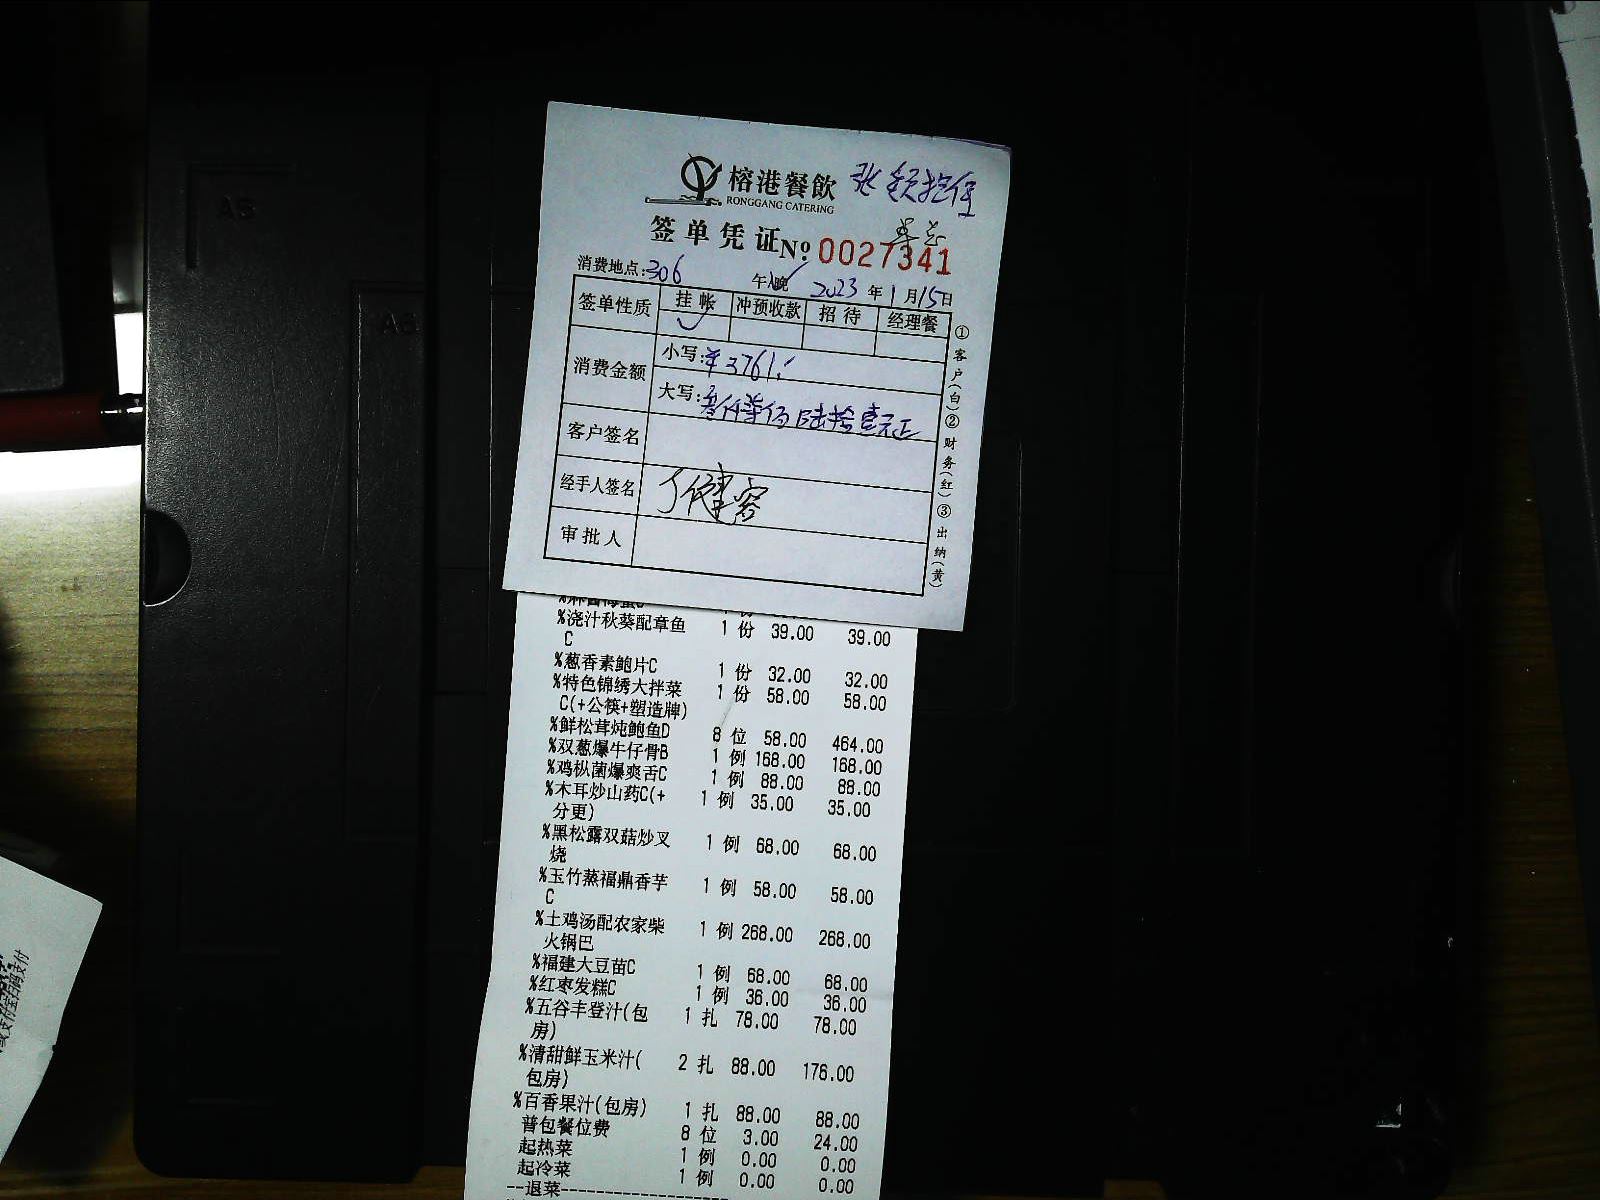 榕港餐飲
RONGGANG CATERING
签单凭证 Nº 0027341
消费地点:306 午 晚 2023 年 1 月 15 日
签单性质 挂帐 冲预收款 招待 经理餐
消费金额 小写:¥3761.
大写:叁仟柒佰陆拾壹元正
客户签名
经手人签名
审批人
①客户(白)②财务(红)③出纳(黄)
%浇汁秋葵配章鱼 1 份 39.00 39.00
C
%葱香素鲍片C 1 份 32.00 32.00
%特色锦绣大拌菜 1 份 58.00 58.00
C(+公筷+塑造牌)
%鲜松茸炖鲍鱼D 8 位 58.00 464.00
%双葱爆牛仔骨B 1 例 168.00 168.00
%鸡枞菌爆爽舌C 1 例 88.00 88.00
%木耳炒山药C(+ 1 例 35.00 35.00
分更)
%黑松露双菇炒叉 1 例 68.00 68.00
烧
%玉竹蒸福鼎香芋 1 例 58.00 58.00
C
%土鸡汤配农家柴 1 例 268.00 268.00
火锅巴
%福建大豆苗C 1 例 68.00 68.00
%红枣发糕C 1 例 36.00 36.00
%五谷丰登汁(包 1 扎 78.00 78.00
房)
%清甜鲜玉米汁( 2 扎 88.00 176.00
包房)
%百香果汁(包房) 1 扎 88.00 88.00
普包餐位费 8 位 3.00 24.00
起热菜 1 例 0.00 0.00
起冷菜 1 例 0.00 0.00
--退菜--------------------
A5
A6